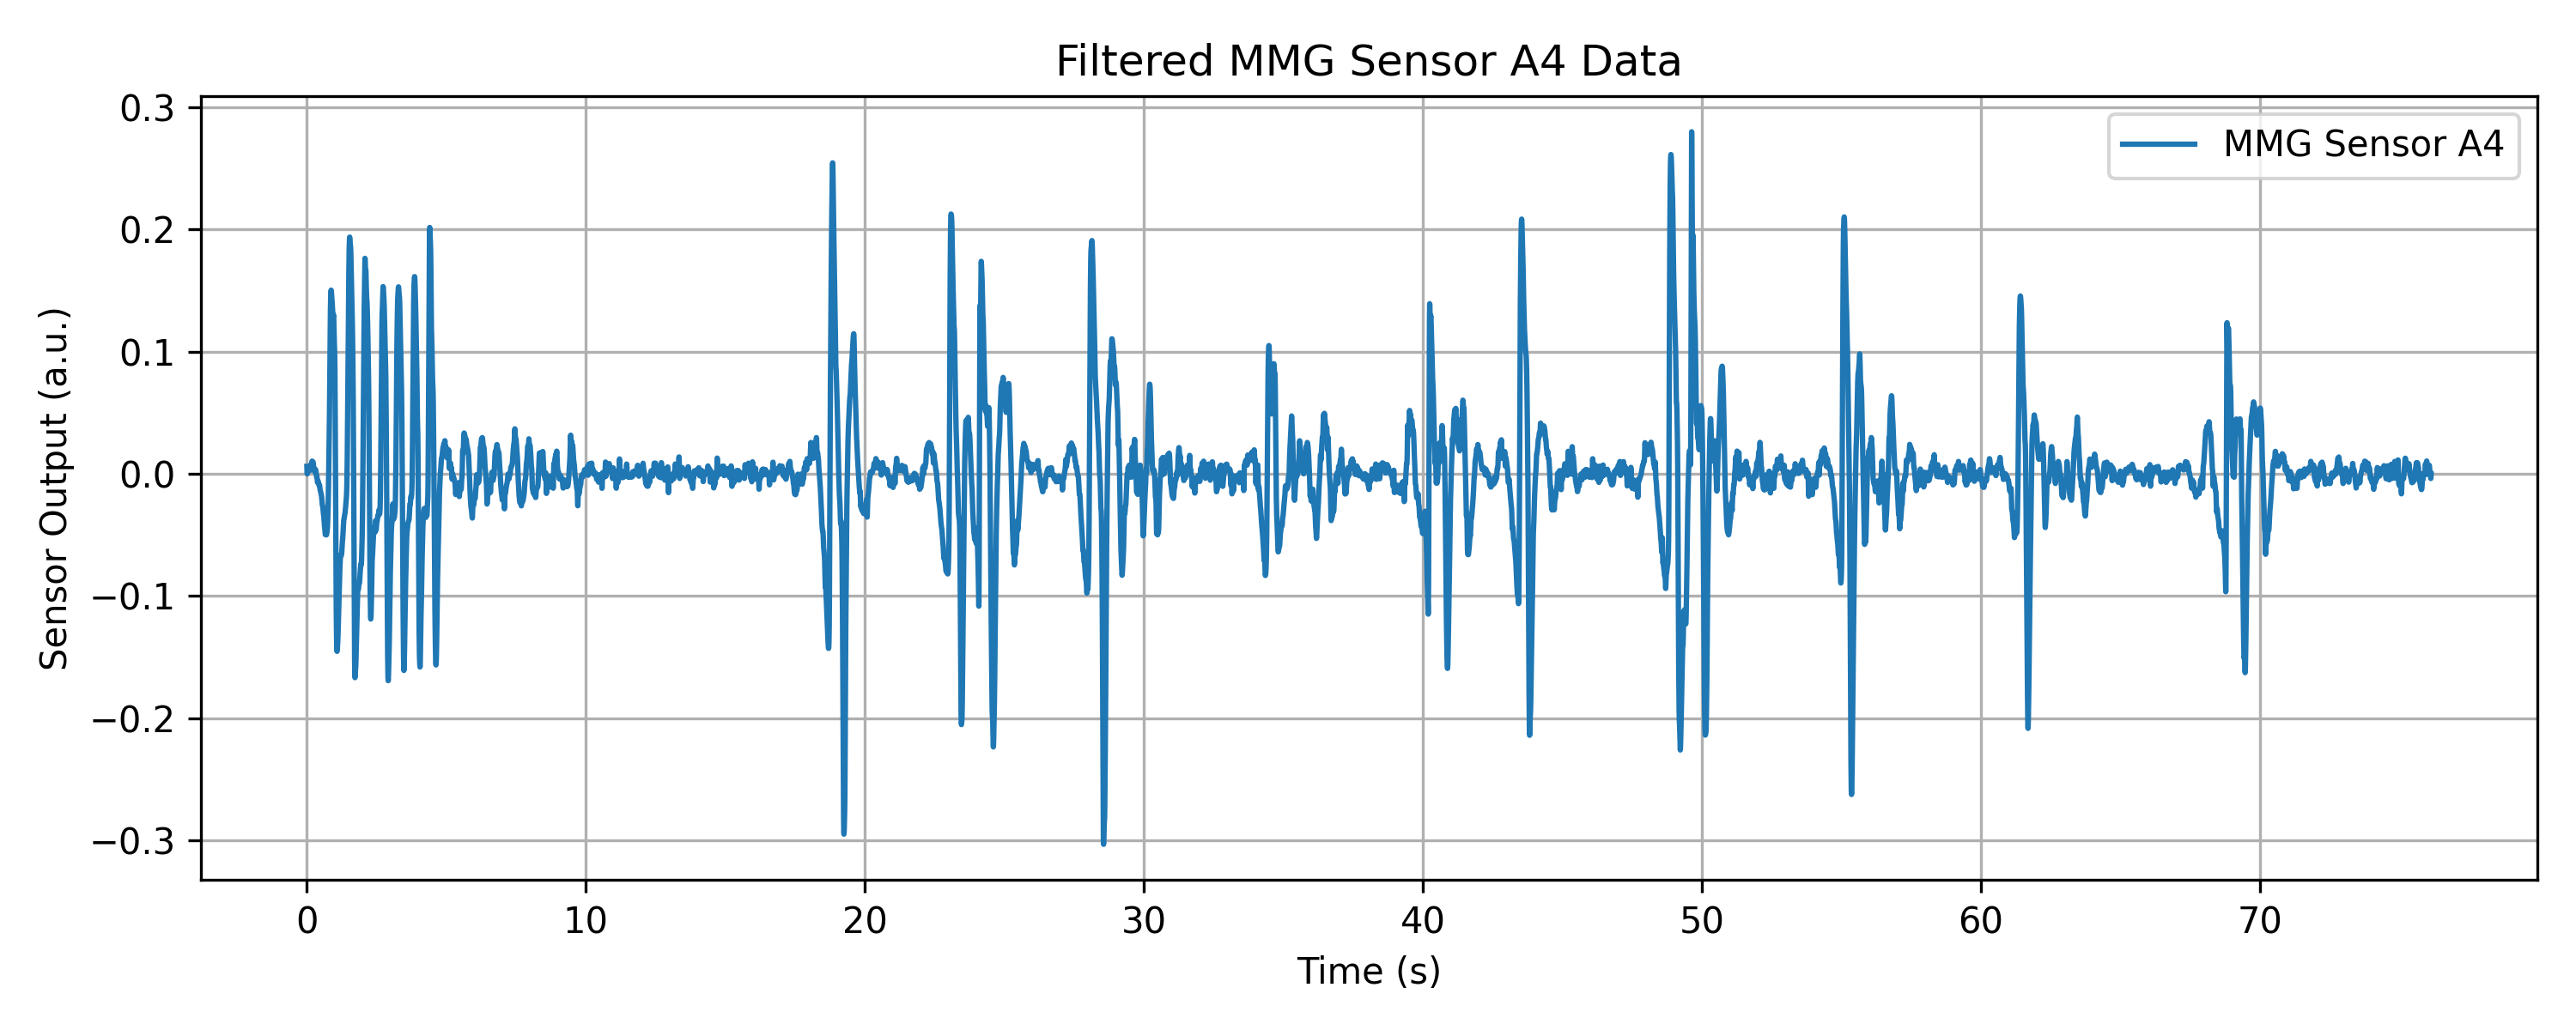 Filtered MMG Sensor A4 Data
MMG Sensor A4
Sensor Output (a.u.)
0.3
0.2
0.1
0.0
−0.1
−0.2
−0.3
0 10 20 30 40 50 60 70
Time (s)